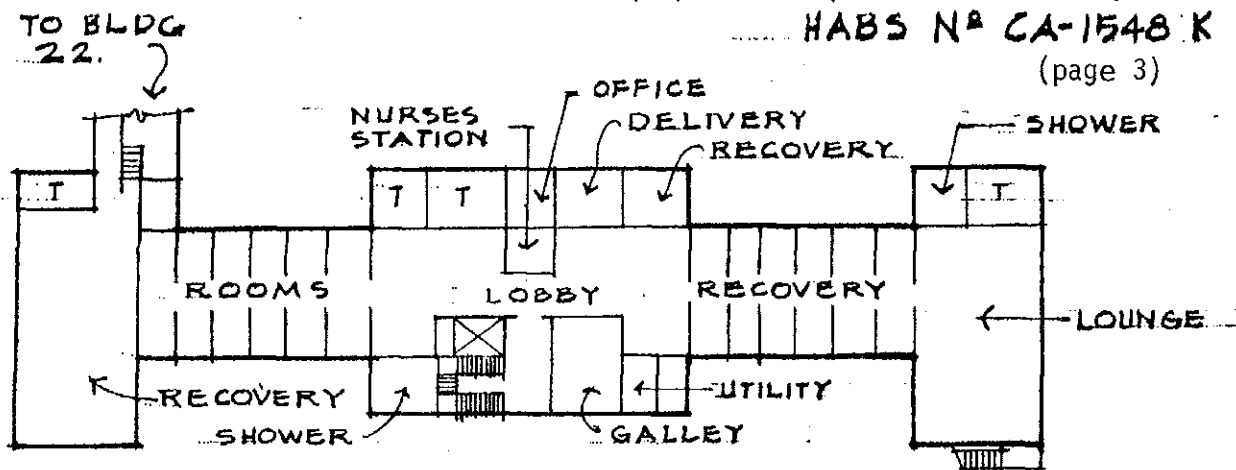 HABS Nº CA-1548 K
(page 3)
TO BLDG
22.
NURSES
STATION
OFFICE
DELIVERY
RECOVERY
SHOWER
T
T
T
T
ROOMS
LOBBY
RECOVERY
LOUNGE
RECOVERY
SHOWER
GALLEY
UTILITY